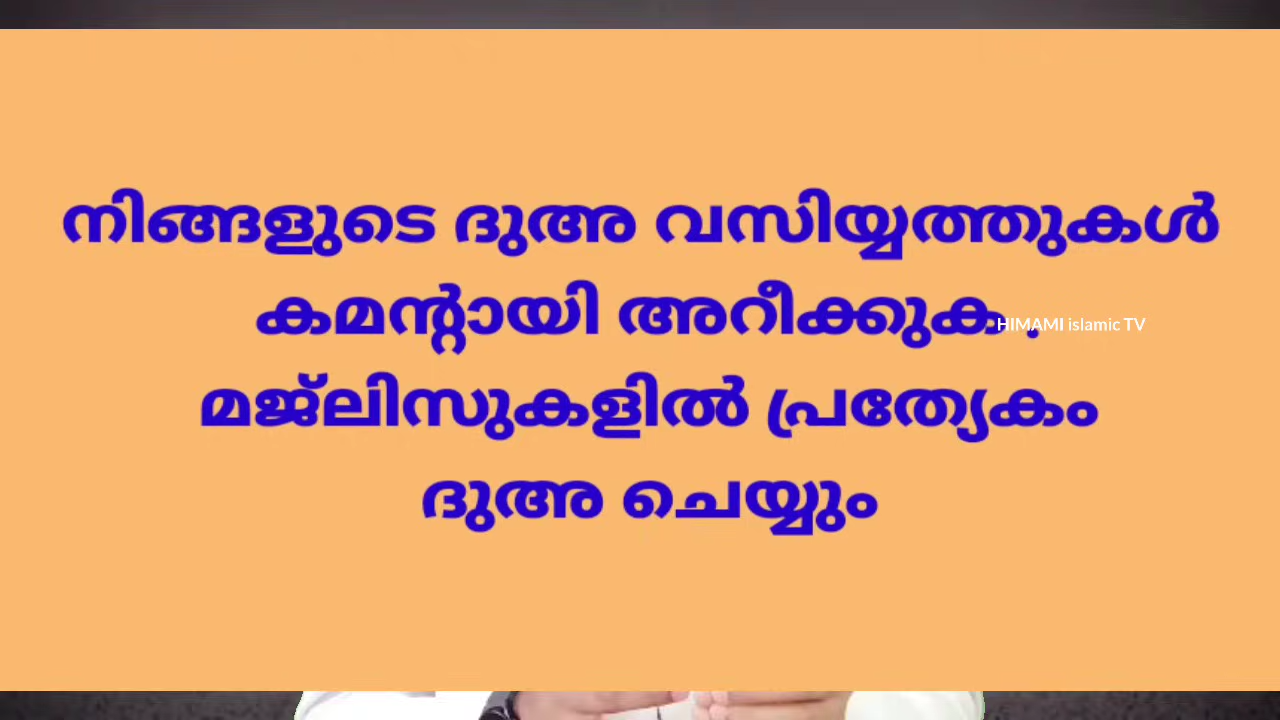 നിങ്ങളുടെ ദുഅ വസിയ്യത്തുകൾ
കമന്റായി അറീക്കുക .
HIMAMI islamic TV
മജ്ലിസുകളിൽ പ്രത്യേകം
ദുഅ ചെയ്യും